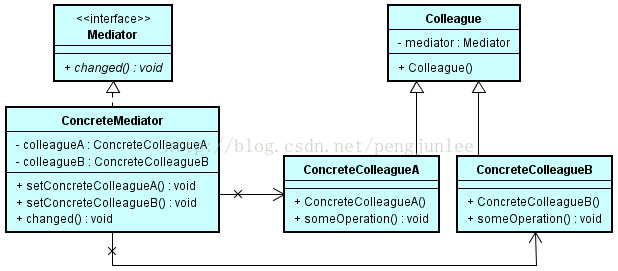 <<interface>>
Mediator
+ changed() : void
Colleague
- mediator : Mediator
+ Colleague()
ConcreteMediator
- colleagueA : ConcreteColleagueA
- colleagueB : ConcreteColleagueB
+ setConcreteColleagueA() : void
+ setConcreteColleagueB() : void
+ changed() : void
http://blog.csdn.net/pengjunlee
ConcreteColleagueA
+ ConcreteColleagueA()
+ someOperation() : void
ConcreteColleagueB
+ ConcreteColleagueB()
+ someOperation() : void